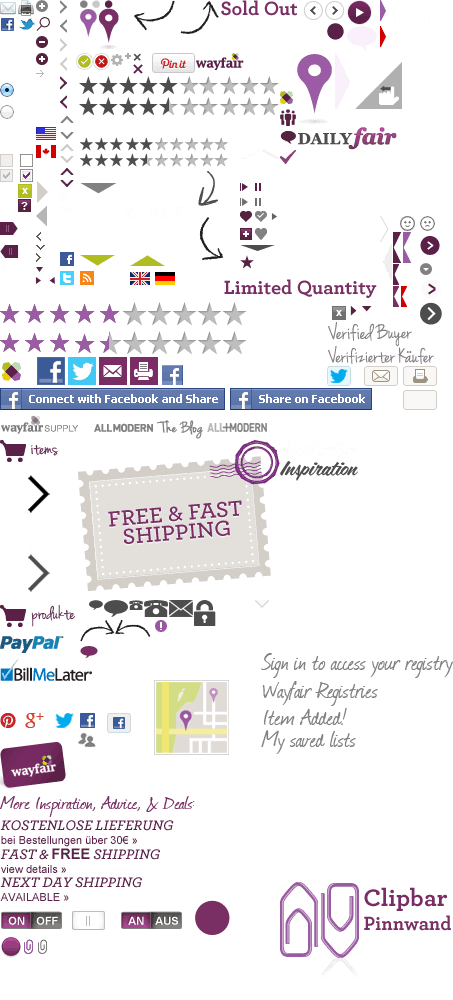 Sold Out
Pin it
wayfair
DAILYfair
Limited Quantity
Verified Buyer
Verifizierter Käufer
Connect with Facebook and Share
Share on Facebook
wayfair SUPPLY
ALLMODERN
The Blog
ALL+MODERN
items
Inspiration
FREE & FAST
SHIPPING
produkte
PayPal
BillMeLater
Sign in to access your registry
Wayfair Registries
Item Added!
My saved lists
g+
wayfair
More Inspiration, Advice, & Deals:
KOSTENLOSE LIEFERUNG
bei Bestellungen über 30€ »
FAST & FREE SHIPPING
view details »
NEXT DAY SHIPPING
AVAILABLE »
Clipbar
Pinnwand
ON OFF
AN AUS